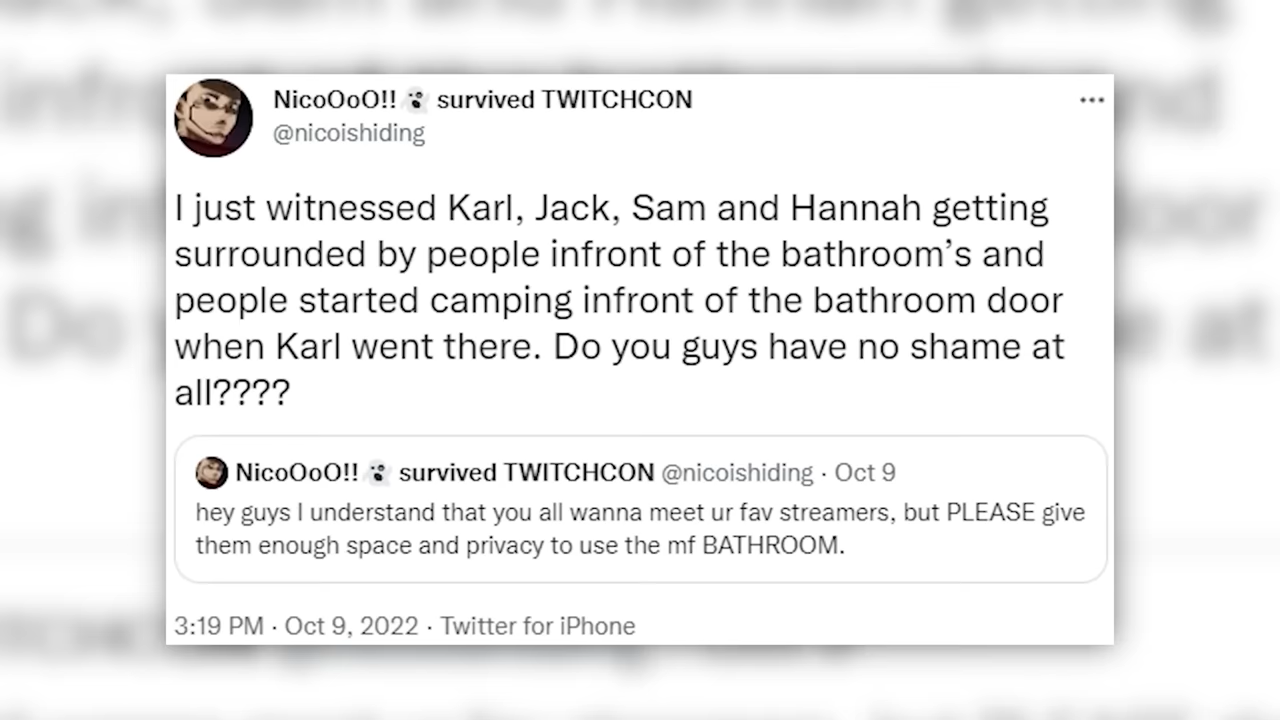 NicoOoO!! 👻 survived TWITCHCON
@nicoishiding
I just witnessed Karl, Jack, Sam and Hannah getting
surrounded by people infront of the bathroom’s and
people started camping infront of the bathroom door
when Karl went there. Do you guys have no shame at
all????
NicoOoO!! 👻 survived TWITCHCON @nicoishiding · Oct 9
hey guys I understand that you all wanna meet ur fav streamers, but PLEASE give
them enough space and privacy to use the mf BATHROOM.
3:19 PM · Oct 9, 2022 · Twitter for iPhone